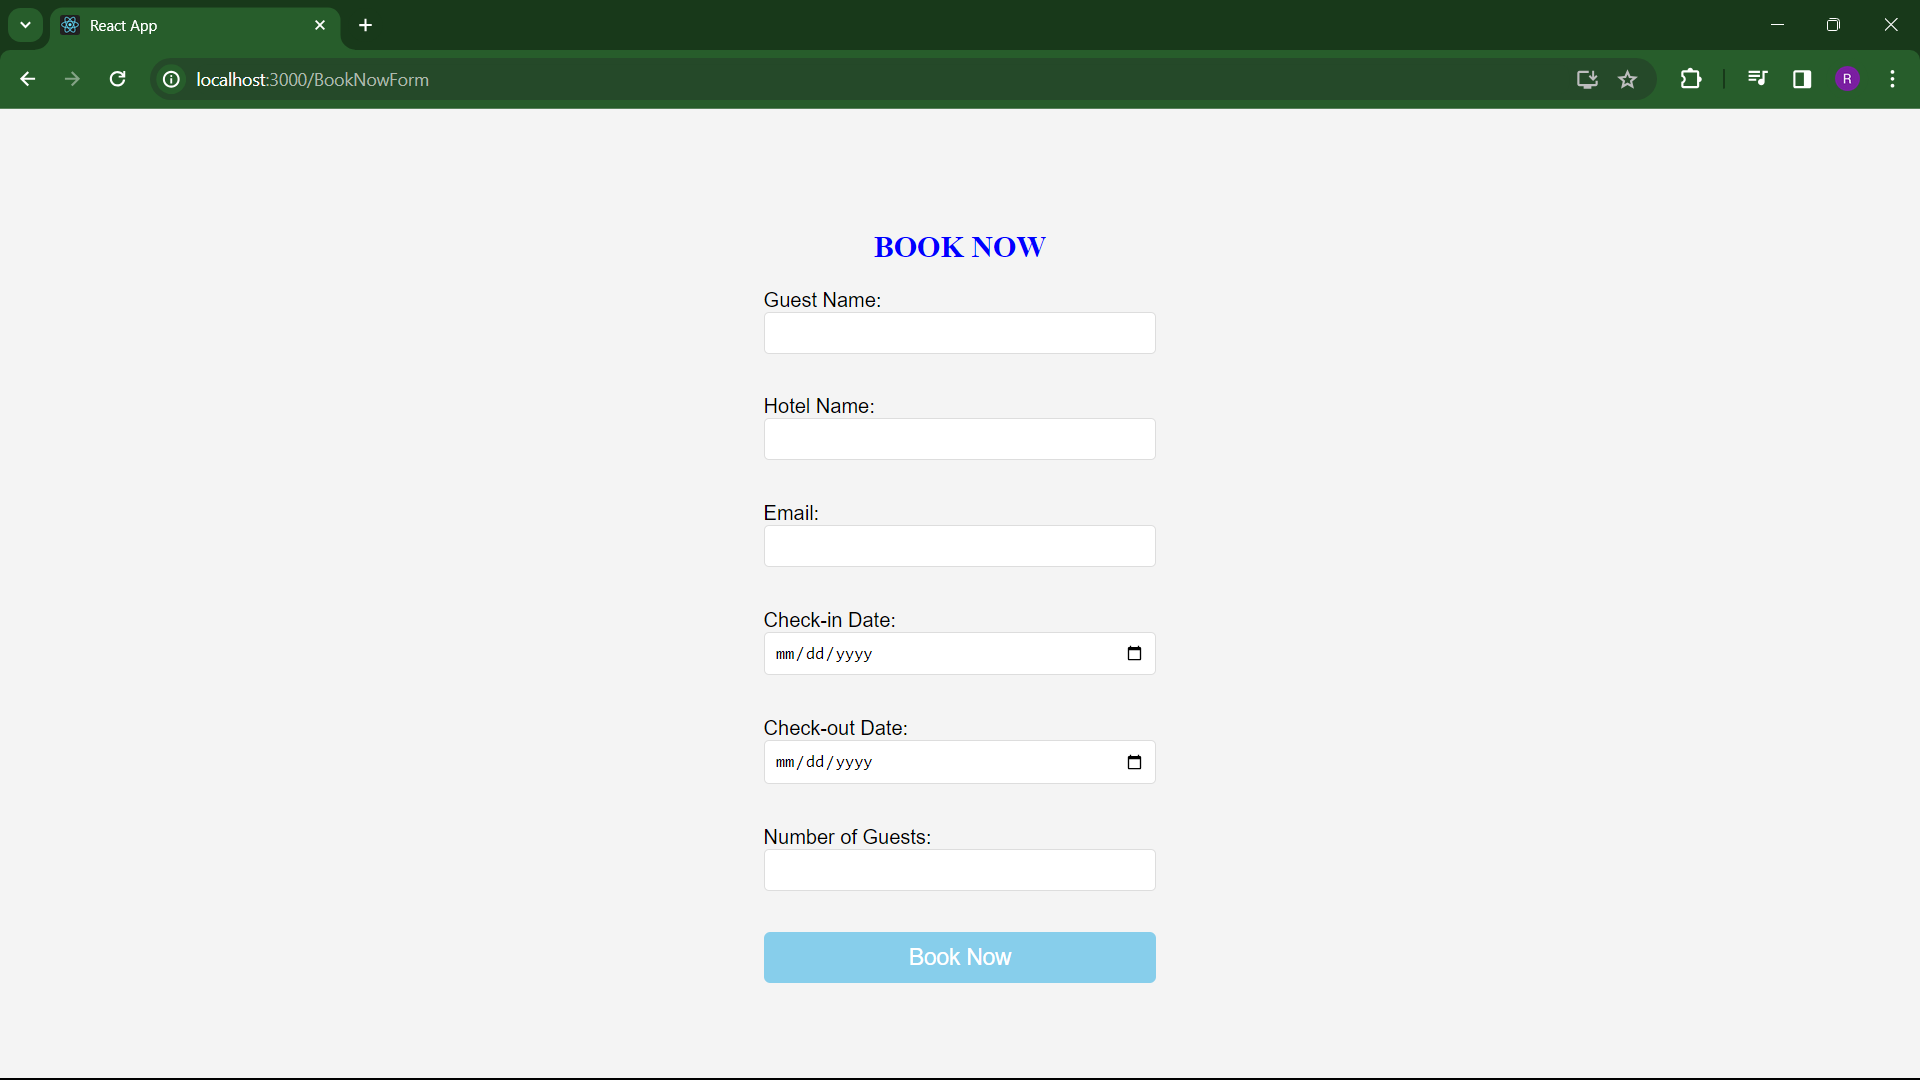 React App
localhost:3000/BookNowForm
R
BOOK NOW
Guest Name:
Hotel Name:
Email:
Check-in Date:
mm/dd/yyyy
Check-out Date:
mm/dd/yyyy
Number of Guests:
Book Now